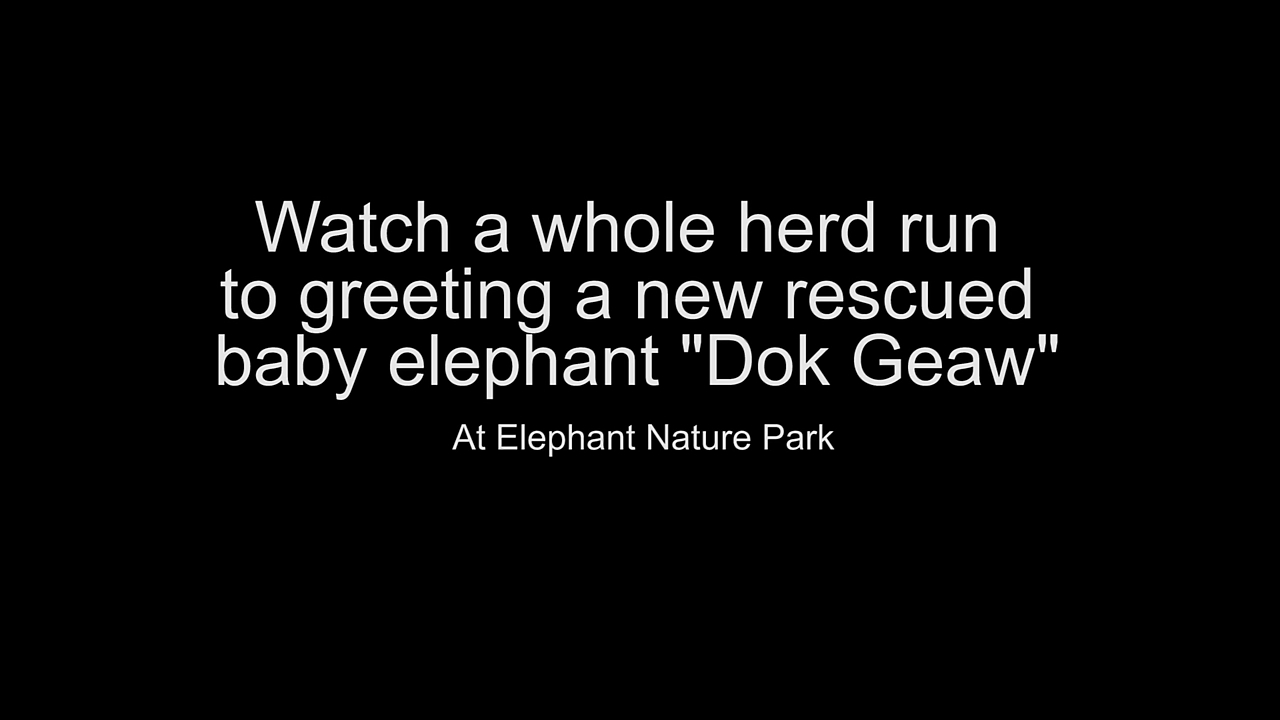 Watch a whole herd run
to greeting a new rescued
baby elephant "Dok Geaw"
At Elephant Nature Park